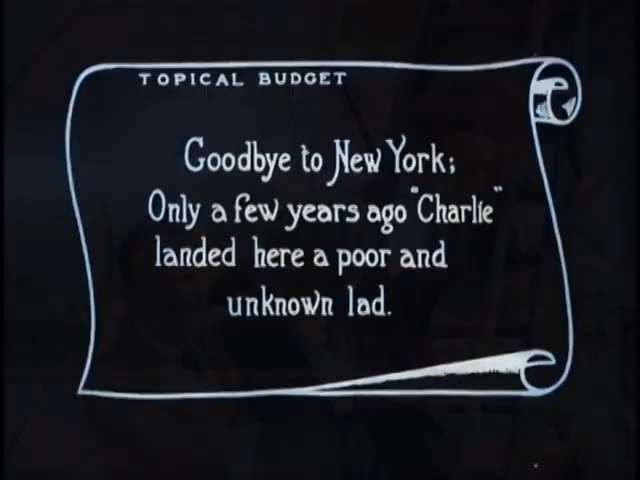 TOPICAL BUDGET
Goodbye to New York;
Only a few years ago "Charlie"
landed here a poor and
unknown lad.